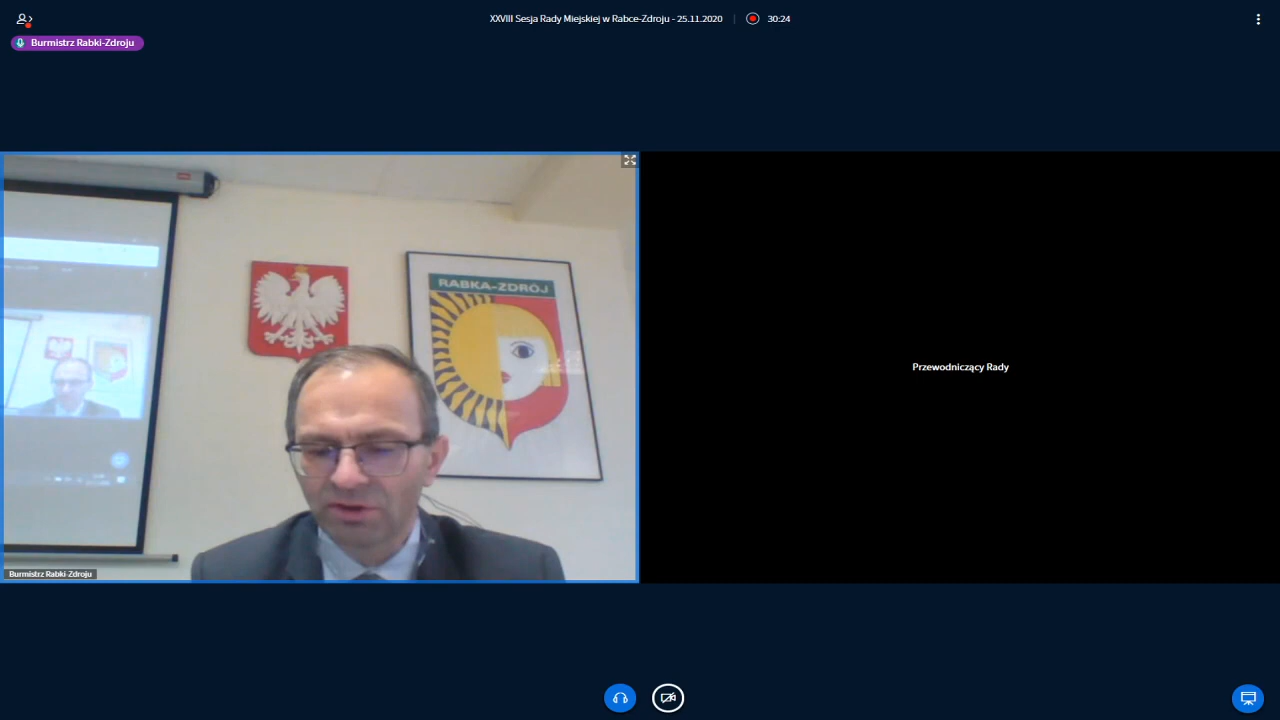 XXVIII Sesja Rady Miejskiej w Rabce-Zdroju - 25.11.2020
30:24
Burmistrz Rabki-Zdroju
RABKA-ZDRÓJ
Przewodniczący Rady
Burmistrz Rabki-Zdroju